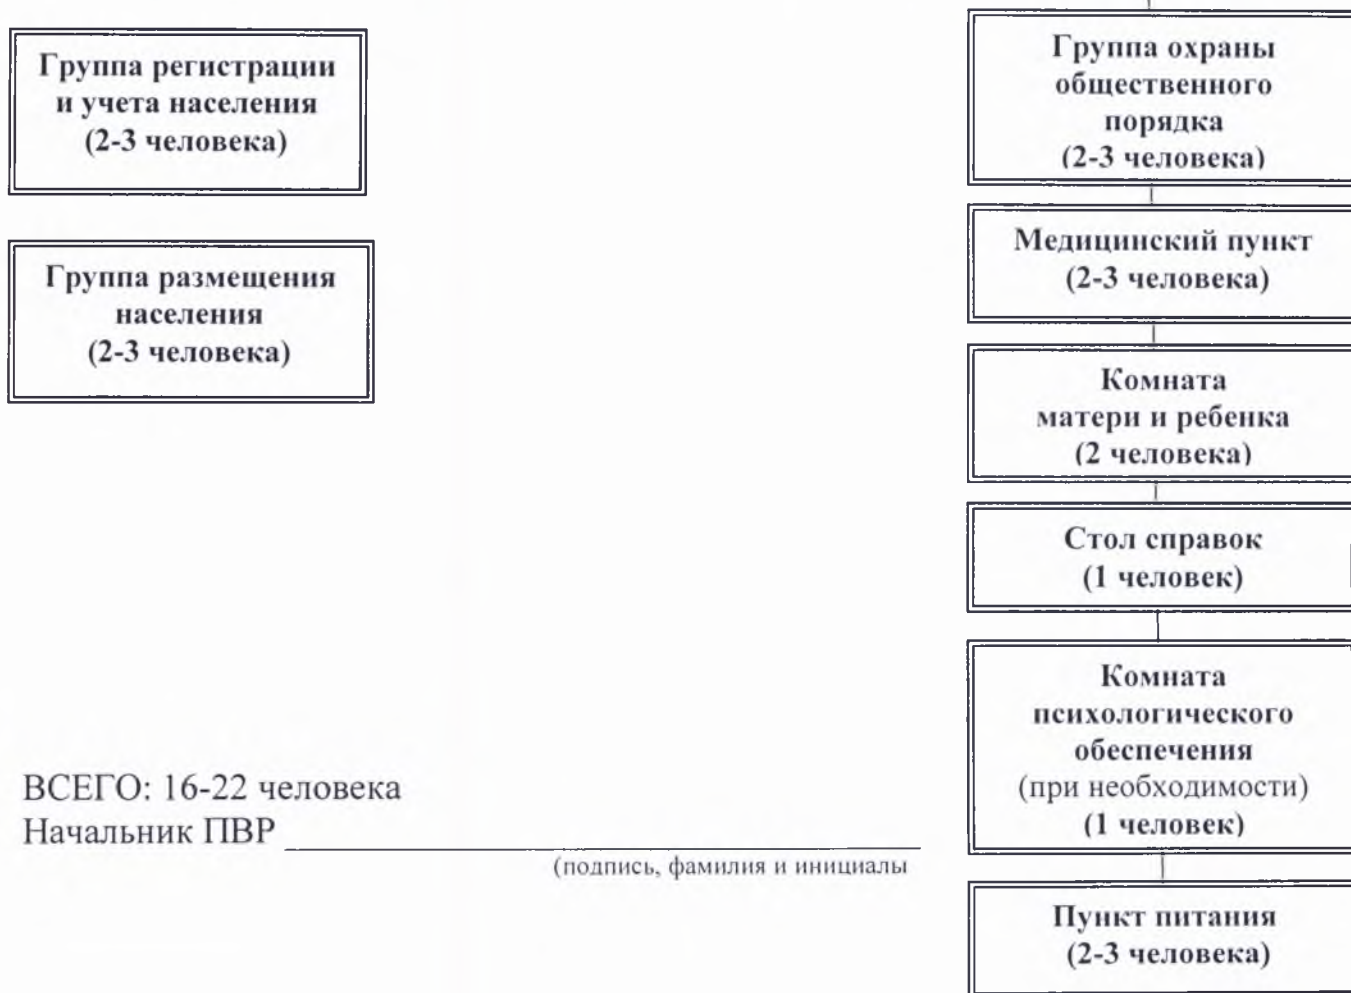 Группа регистрации
и учета населения
(2-3 человека)
Группа размещения
населения
(2-3 человека)
ВСЕГО: 16-22 человека
Начальник ПВР
(подпись, фамилия и инициалы
Группа охраны
общественного
порядка
(2-3 человека)
Медицинский пункт
(2-3 человека)
Комната
матери и ребенка
(2 человека)
Стол справок
(1 человек)
Комната
психологического
обеспечения
(при необходимости)
(1 человек)
Пункт питания
(2-3 человека)